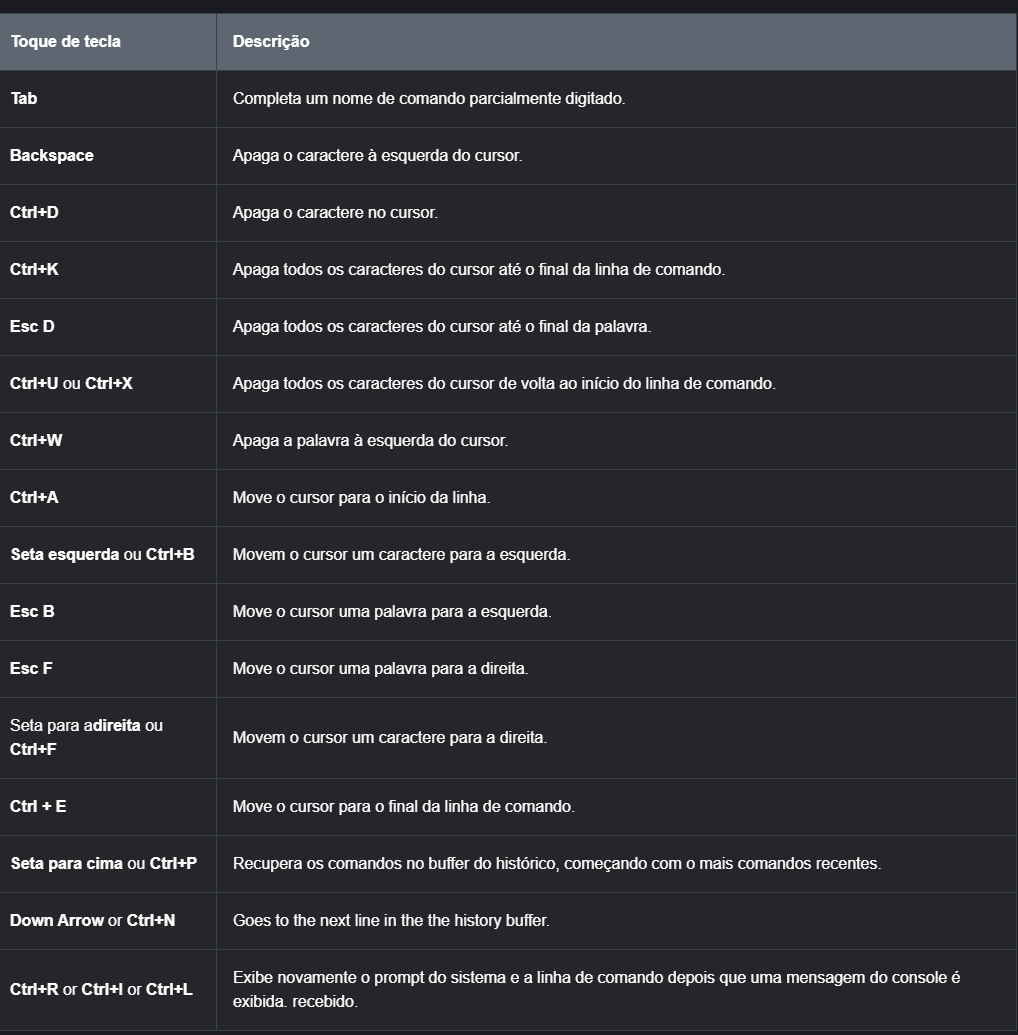 Toque de tecla Descrição
Tab Completa um nome de comando parcialmente digitado.
Backspace Apaga o caractere à esquerda do cursor.
Ctrl+D Apaga o caractere no cursor.
Ctrl+K Apaga todos os caracteres do cursor até o final da linha de comando.
Esc D Apaga todos os caracteres do cursor até o final da palavra.
Ctrl+U ou Ctrl+X Apaga todos os caracteres do cursor de volta ao início do linha de comando.
Ctrl+W Apaga a palavra à esquerda do cursor.
Ctrl+A Move o cursor para o início da linha.
Seta esquerda ou Ctrl+B Movem o cursor um caractere para a esquerda.
Esc B Move o cursor uma palavra para a esquerda.
Esc F Move o cursor uma palavra para a direita.
Seta para adireita ou
Ctrl+F
Movem o cursor um caractere para a direita.
Ctrl + E Move o cursor para o final da linha de comando.
Seta para cima ou Ctrl+P Recupera os comandos no buffer do histórico, começando com o mais comandos recentes.
Down Arrow or Ctrl+N Goes to the next line in the the history buffer.
Ctrl+R or Ctrl+I or Ctrl+L
Exibe novamente o prompt do sistema e a linha de comando depois que uma mensagem do console é
exibida. recebido.